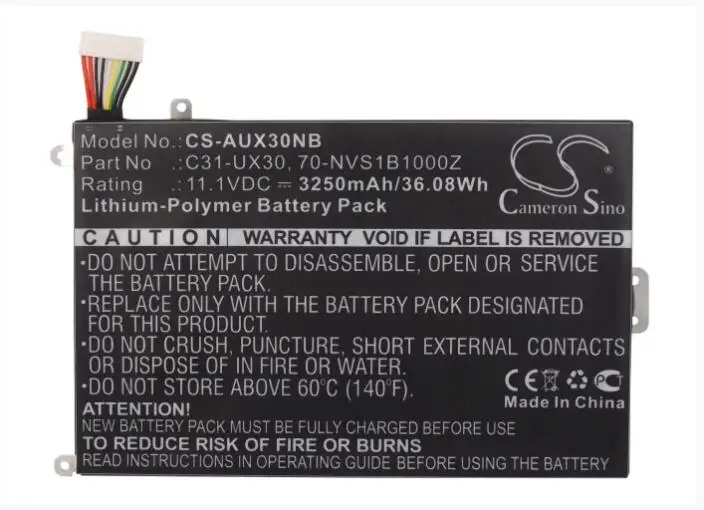 Model No.:CS-AUX30NB
Part No .:C31-UX30, 70-NVS1B1000Z
Rating :11.1VDC ⎓ 3250mAh/36.08Wh
Lithium-Polymer Battery Pack
CS
Cameron Sino
CAUTION WARRANTY VOID IF LABEL IS REMOVED
•DO NOT ATTEMPT TO DISASSEMBLE, OPEN OR SERVICE
THE BATTERY PACK.
•REPLACE ONLY WITH THE BATTERY PACK DESIGNATED
FOR THIS PRODUCT.
•DO NOT CRUSH, PUNCTURE, SHORT EXTERNAL CONTACTS
OR DISPOSE OF IN FIRE OR WATER.
•DO NOT STORE ABOVE 60°C (140°F).
CE
Made In China
ATTENTION!
NEW BATTERY PACK MUST BE FULLY CHARGED BEFORE USE
TO REDUCE RISK OF FIRE OR BURNS
READ INSTRUCTIONS IN OPERATING GUIDE BEFORE USING THE BATTERY PACK